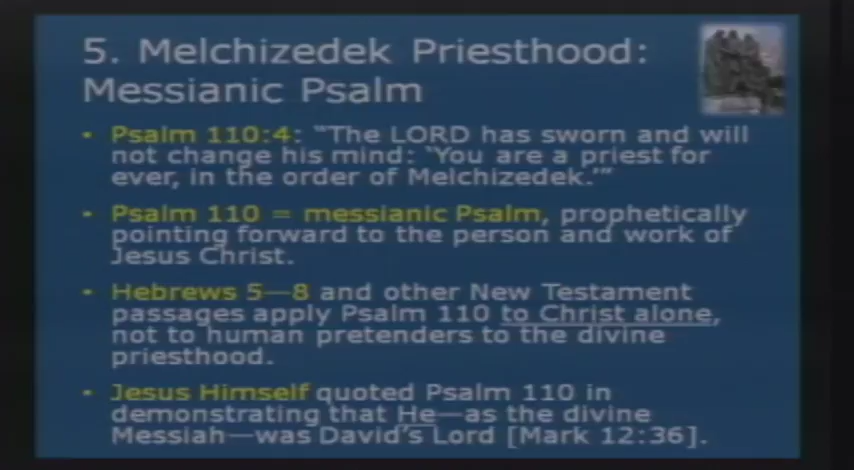 5. Melchizedek Priesthood:
Messianic Psalm
• Psalm 110:4: “The LORD has sworn and will
not change his mind: ‘You are a priest for
ever, in the order of Melchizedek.’”
• Psalm 110 = messianic Psalm, prophetically
pointing forward to the person and work of
Jesus Christ.
• Hebrews 5—8 and other New Testament
passages apply Psalm 110 to Christ alone,
not to human pretenders to the divine
priesthood.
• Jesus Himself quoted Psalm 110 in
demonstrating that He—as the divine
Messiah—was David’s Lord [Mark 12:36].